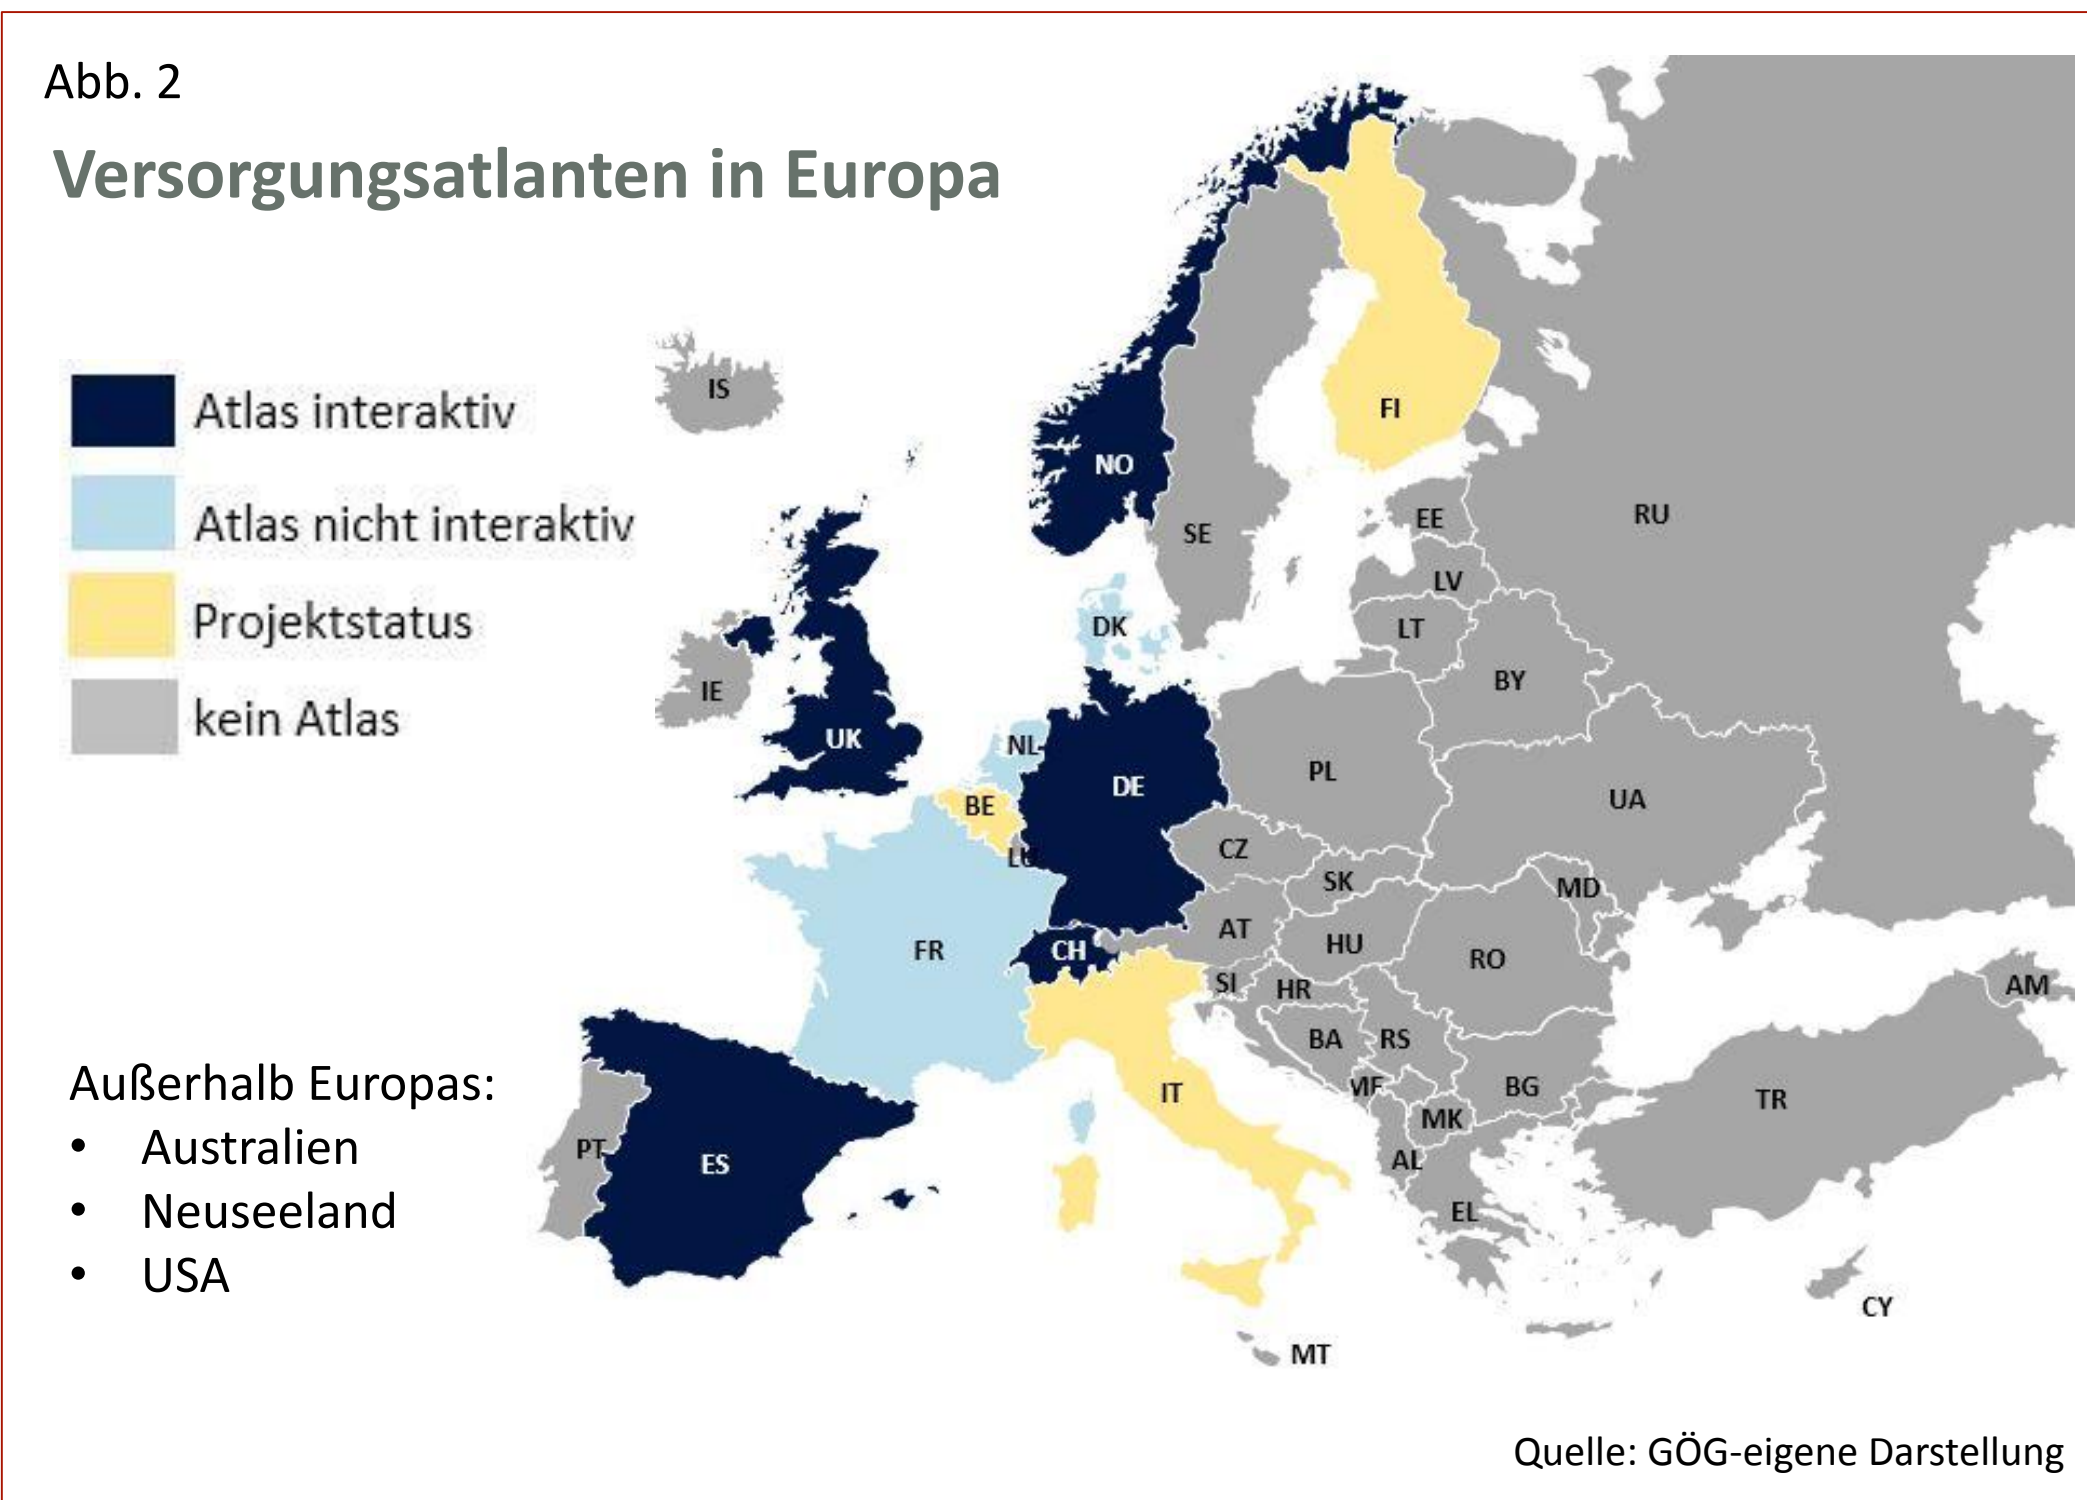 Abb. 2
Versorgungsatlanten in Europa
Atlas interaktiv
Atlas nicht interaktiv
Projektstatus
kein Atlas
IS
NO
FI
SE
EE
RU
LV
LT
DK
BY
IE
UK
NL
DE
PL
BE
UA
LU
CZ
SK
MD
FR
CH
AT
HU
RO
SI
HR
AM
BA
RS
BG
IT
TR
MK
PT
ES
AL
EL
CY
MT
Außerhalb Europas:
• Australien
• Neuseeland
• USA
Quelle: GÖG-eigene Darstellung